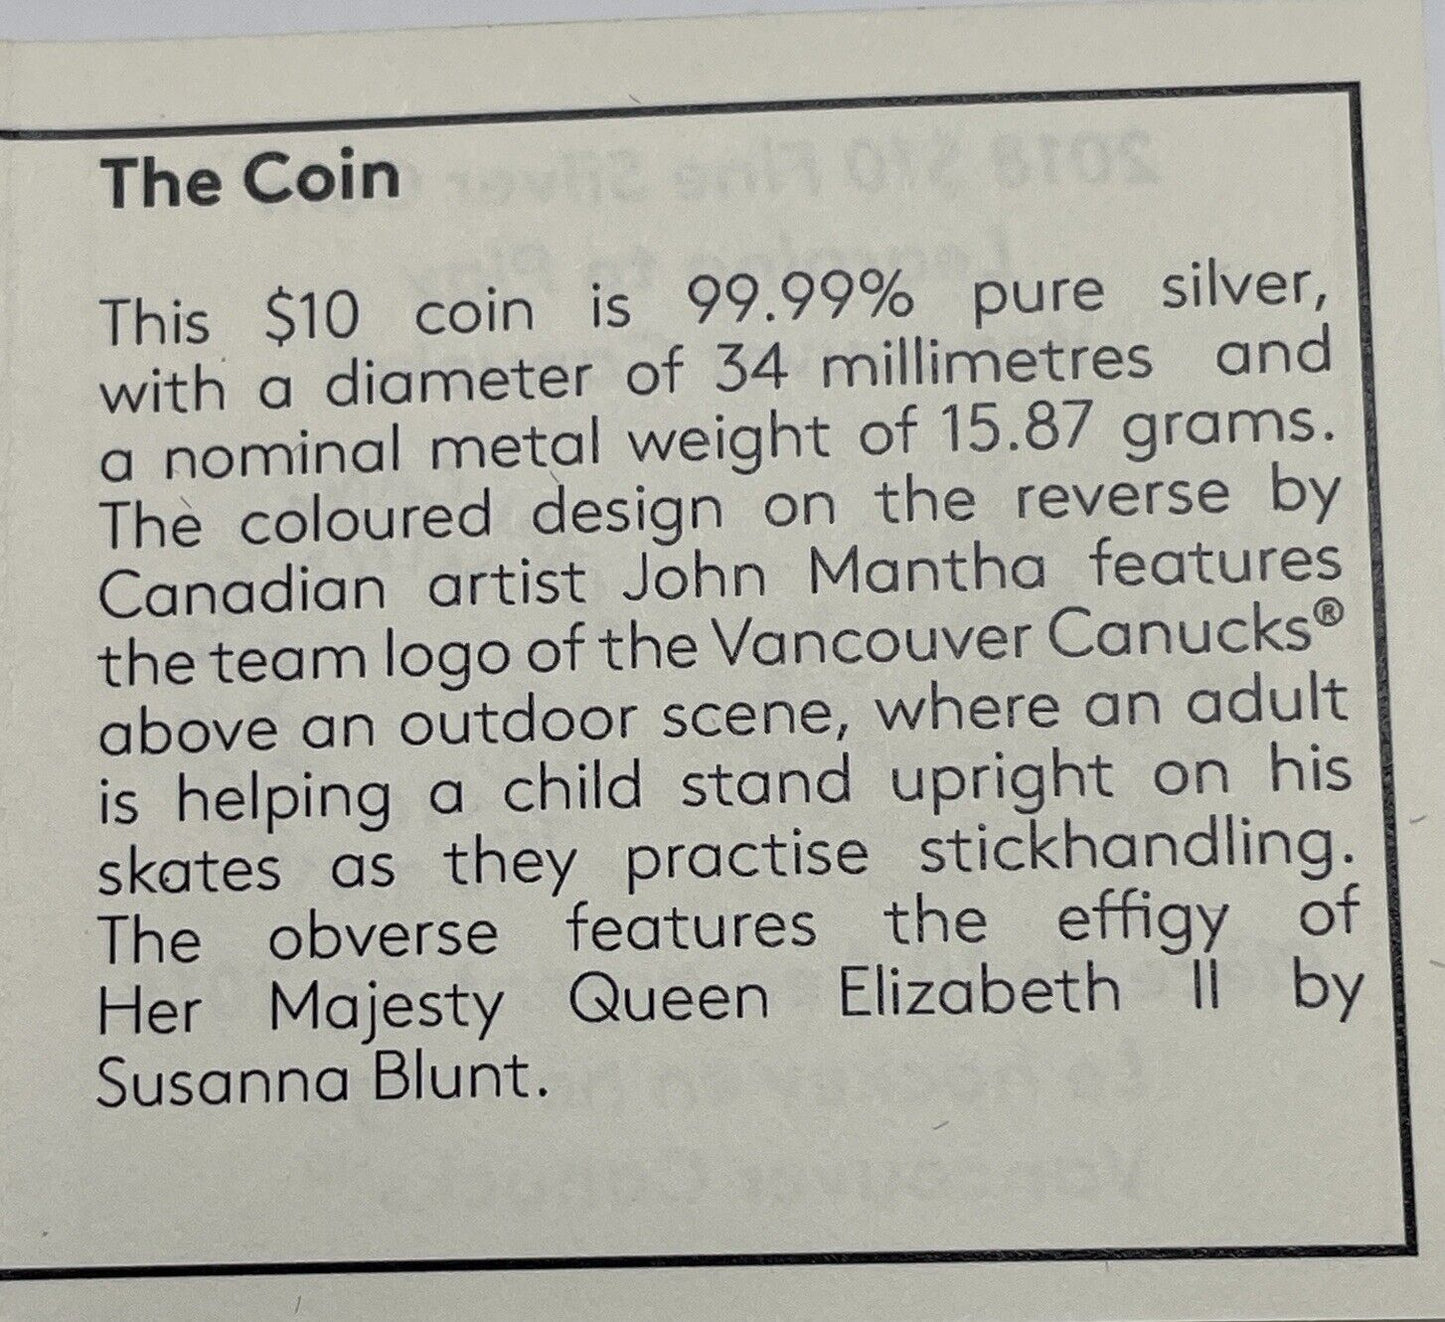 The Coin
This $10 coin is 99.99% pure silver,
with a diameter of 34 millimetres and
a nominal metal weight of 15.87 grams.
The coloured design on the reverse by
Canadian artist John Mantha features
the team logo of the Vancouver Canucks®
above an outdoor scene, where an adult
is helping a child stand upright on his
skates as they practise stickhandling.
The obverse features the effigy of
Her Majesty Queen Elizabeth II by
Susanna Blunt.